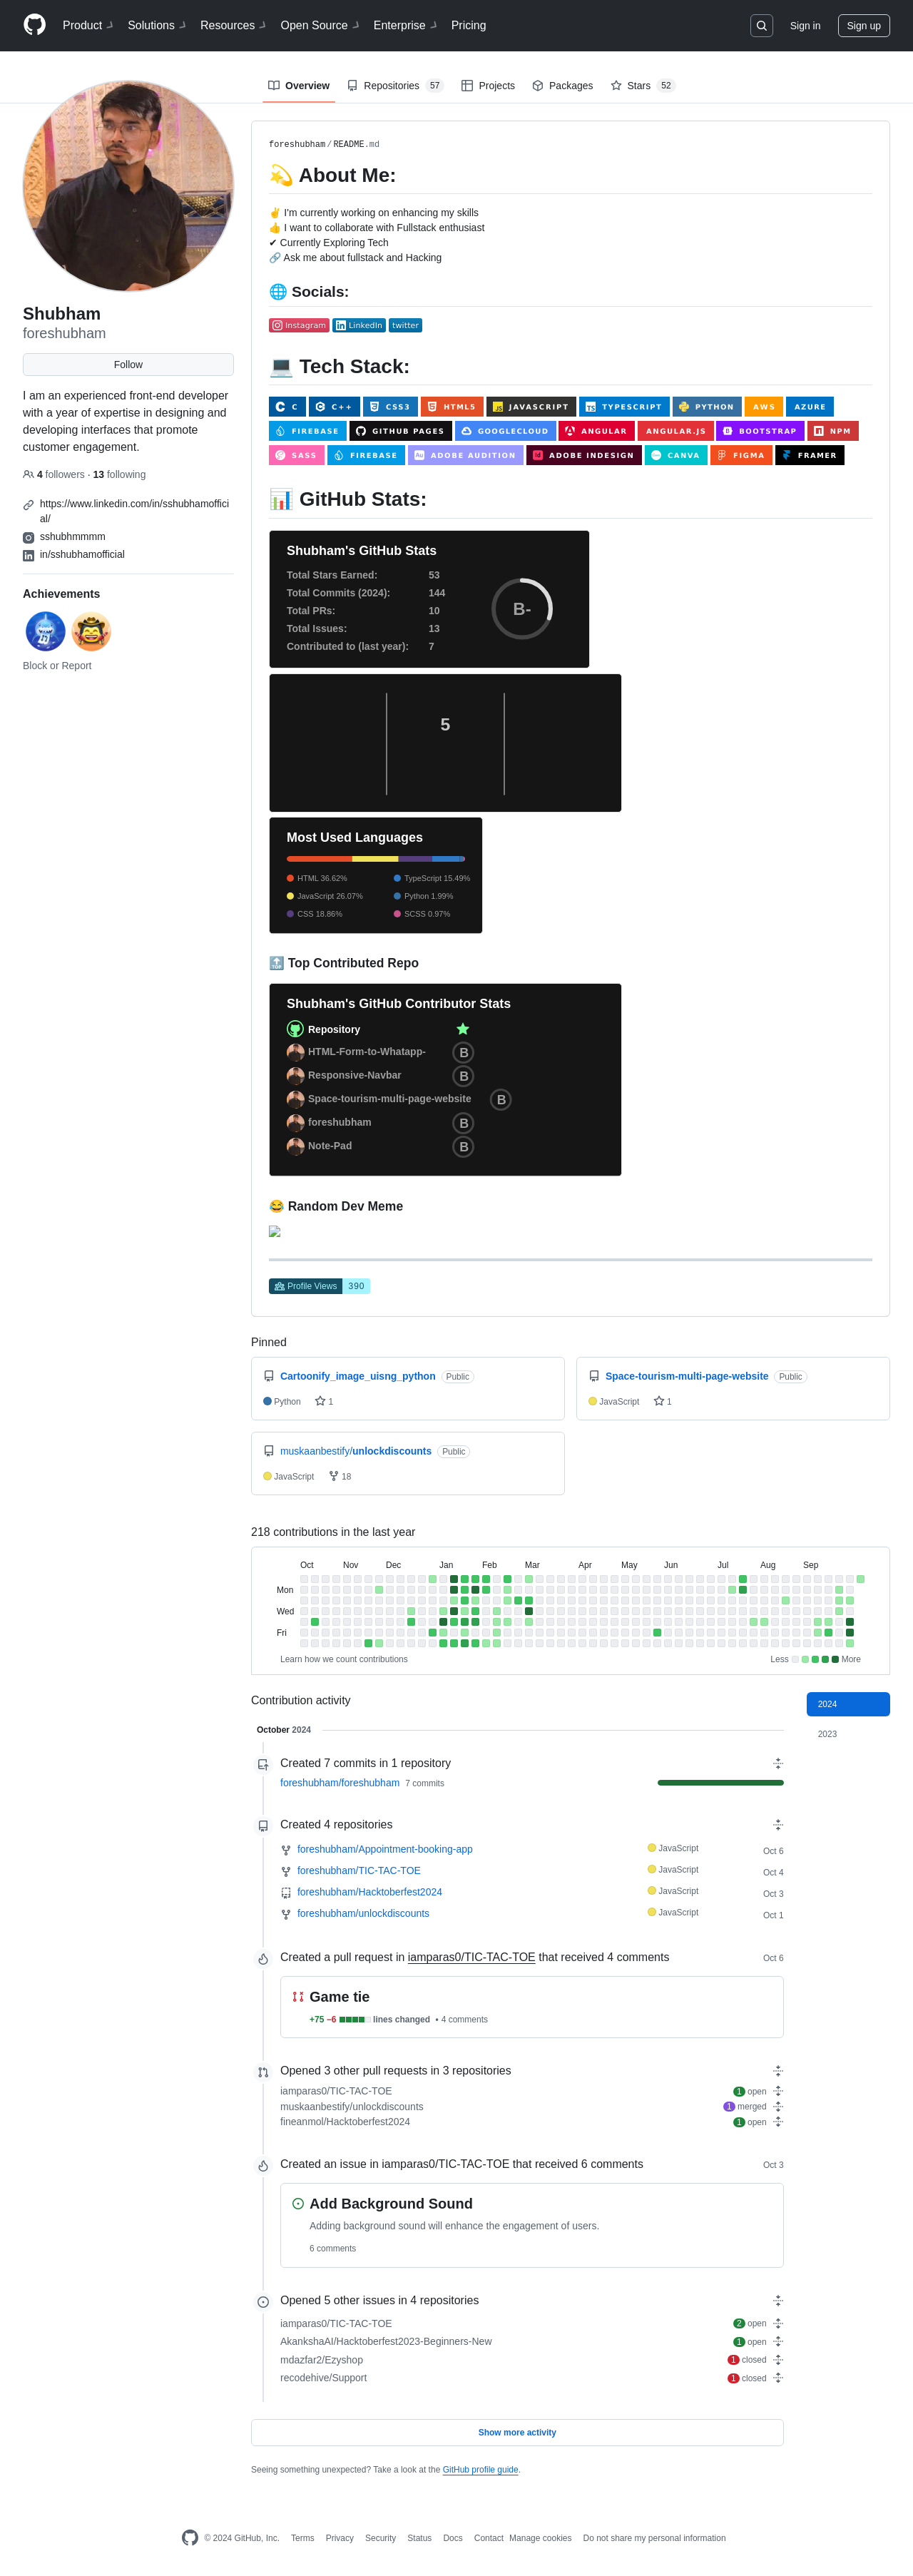 Product Solutions Resources Open Source Enterprise Pricing Sign in Sign up
Overview Repositories 57 Projects Packages Stars 52
Shubham
foreshubham
Follow
I am an experienced front-end developer
with a year of expertise in designing and
developing interfaces that promote
customer engagement.
4 followers · 13 following
https://www.linkedin.com/in/sshubhamoffici
al/
sshubhmmmm
in/sshubhamofficial
Achievements
Block or Report
foreshubham/README.md
💫 About Me:
✌ I'm currently working on enhancing my skills
👍 I want to collaborate with Fullstack enthusiast
✔ Currently Exploring Tech
🔗 Ask me about fullstack and Hacking
🌐 Socials:
Instagram LinkedIn twitter
💻 Tech Stack:
C C++ CSS3 HTML5 JAVASCRIPT TYPESCRIPT PYTHON AWS AZURE
FIREBASE GITHUB PAGES GOOGLECLOUD ANGULAR ANGULAR.JS BOOTSTRAP NPM
SASS FIREBASE ADOBE AUDITION ADOBE INDESIGN CANVA FIGMA FRAMER
📊 GitHub Stats:
Shubham's GitHub Stats
Total Stars Earned: 53
Total Commits (2024): 144
Total PRs: 10
Total Issues: 13
Contributed to (last year): 7
B-
5
Most Used Languages
HTML 36.62% TypeScript 15.49%
JavaScript 26.07% Python 1.99%
CSS 18.86% SCSS 0.97%
🔝 Top Contributed Repo
Shubham's GitHub Contributor Stats
Repository
HTML-Form-to-Whatapp- B
Responsive-Navbar B
Space-tourism-multi-page-website B
foreshubham B
Note-Pad B
😂 Random Dev Meme
Profile Views 390
Pinned
Cartoonify_image_uisng_python Public
Python 1
Space-tourism-multi-page-website Public
JavaScript 1
muskaanbestify/unlockdiscounts Public
JavaScript 18
218 contributions in the last year
Oct Nov Dec Jan Feb Mar Apr May Jun Jul Aug Sep
Mon
Wed
Fri
Learn how we count contributions Less More
Contribution activity
2024
2023
October 2024
Created 7 commits in 1 repository
foreshubham/foreshubham 7 commits
Created 4 repositories
foreshubham/Appointment-booking-app JavaScript Oct 6
foreshubham/TIC-TAC-TOE JavaScript Oct 4
foreshubham/Hacktoberfest2024 JavaScript Oct 3
foreshubham/unlockdiscounts JavaScript Oct 1
Created a pull request in iamparas0/TIC-TAC-TOE that received 4 comments Oct 6
Game tie
+75 −6 lines changed • 4 comments
Opened 3 other pull requests in 3 repositories
iamparas0/TIC-TAC-TOE 1 open
muskaanbestify/unlockdiscounts 1 merged
fineanmol/Hacktoberfest2024 1 open
Created an issue in iamparas0/TIC-TAC-TOE that received 6 comments Oct 3
Add Background Sound
Adding background sound will enhance the engagement of users.
6 comments
Opened 5 other issues in 4 repositories
iamparas0/TIC-TAC-TOE 2 open
AkankshaAI/Hacktoberfest2023-Beginners-New 1 open
mdazfar2/Ezyshop 1 closed
recodehive/Support 1 closed
Show more activity
Seeing something unexpected? Take a look at the GitHub profile guide.
© 2024 GitHub, Inc. Terms Privacy Security Status Docs Contact Manage cookies Do not share my personal information